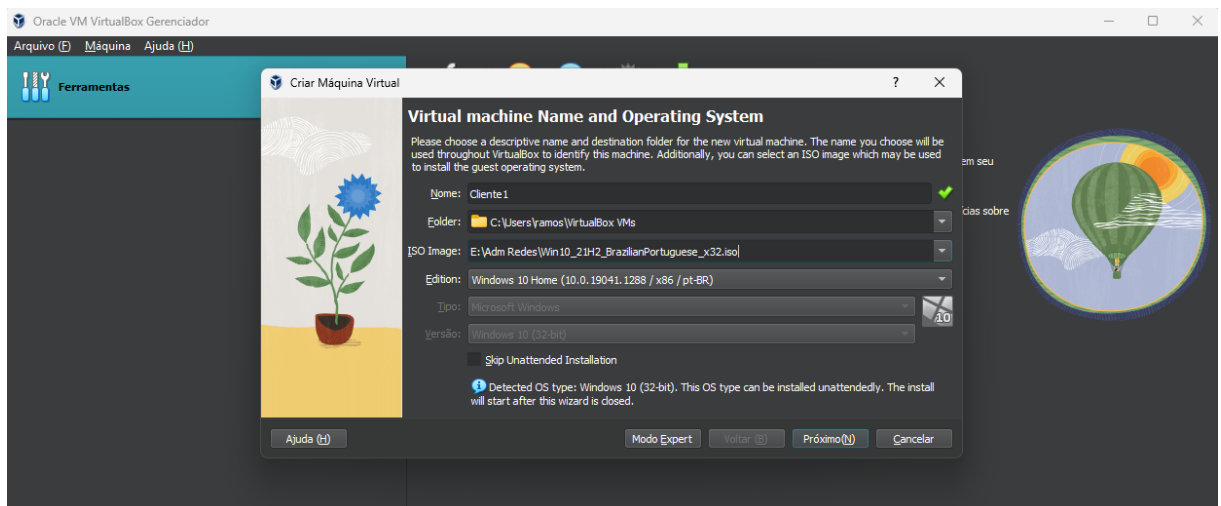 Oracle VM VirtualBox Gerenciador
Arquivo (F) Máquina Ajuda (H)
Ferramentas
Criar Máquina Virtual
?
Virtual machine Name and Operating System
Please choose a descriptive name and destination folder for the new virtual machine. The name you choose will be
used throughout VirtualBox to identify this machine. Additionally, you can select an ISO image which may be used
to install the guest operating system.
em seu
cias sobre
Nome: Cliente1
Folder: C:\Users\ramos\VirtualBox VMs
ISO Image: E:\Adm Redes\Win10_21H2_BrazilianPortuguese_x32.iso
Edition: Windows 10 Home (10.0.19041.1288 / x86 / pt-BR)
Tipo: Microsoft Windows
10
Versão: Windows 10 (32-bit)
Skip Unattended Installation
Detected OS type: Windows 10 (32-bit). This OS type can be installed unattendedly. The install
will start after this wizard is closed.
Ajuda (H) Modo Expert Voltar (B) Próximo(N) Cancelar